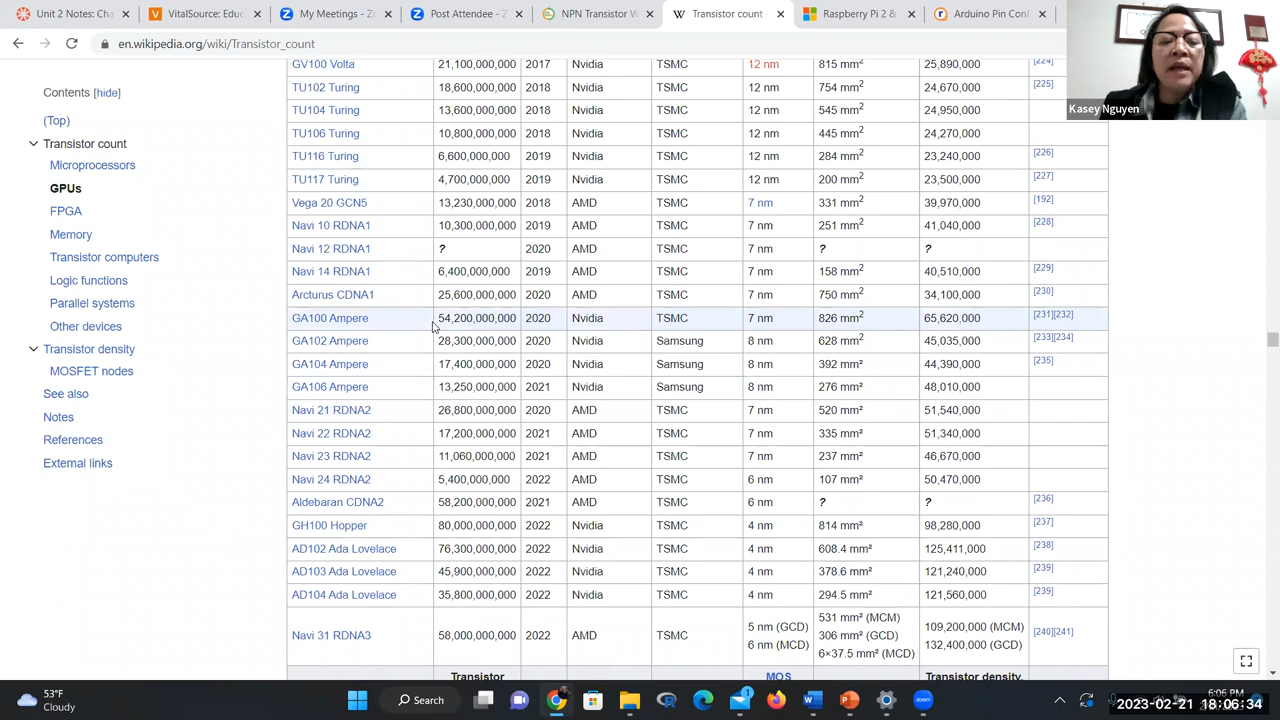 Unit 2 Notes: Chan
VitalSource: Educ
My Meetings - Zo
Post Attendee - Z
NPN Transistor W
Transistor count
Raspberry
Arduino Pin Conf
en.wikipedia.org/wiki/Transistor_count
Kasey Nguyen
Contents [hide]
(Top)
Transistor count
Microprocessors
GPUs
FPGA
Memory
Transistor computers
Logic functions
Parallel systems
Other devices
Transistor density
MOSFET nodes
See also
Notes
References
External links
GV100 Volta 21,100,000,000 2017 Nvidia TSMC 12 nm 815 mm² 25,890,000 [224]
TU102 Turing 18,600,000,000 2018 Nvidia TSMC 12 nm 754 mm² 24,670,000 [225]
TU104 Turing 13,600,000,000 2018 Nvidia TSMC 12 nm 545 mm² 24,950,000
TU106 Turing 10,800,000,000 2018 Nvidia TSMC 12 nm 445 mm² 24,270,000
TU116 Turing 6,600,000,000 2019 Nvidia TSMC 12 nm 284 mm² 23,240,000 [226]
TU117 Turing 4,700,000,000 2019 Nvidia TSMC 12 nm 200 mm² 23,500,000 [227]
Vega 20 GCN5 13,230,000,000 2018 AMD TSMC 7 nm 331 mm² 39,970,000 [192]
Navi 10 RDNA1 10,300,000,000 2019 AMD TSMC 7 nm 251 mm² 41,040,000 [228]
Navi 12 RDNA1 ? 2020 AMD TSMC 7 nm ? ?
Navi 14 RDNA1 6,400,000,000 2019 AMD TSMC 7 nm 158 mm² 40,510,000 [229]
Arcturus CDNA1 25,600,000,000 2020 AMD TSMC 7 nm 750 mm² 34,100,000 [230]
GA100 Ampere 54,200,000,000 2020 Nvidia TSMC 7 nm 826 mm² 65,620,000 [231][232]
GA102 Ampere 28,300,000,000 2020 Nvidia Samsung 8 nm 628 mm² 45,035,000 [233][234]
GA104 Ampere 17,400,000,000 2020 Nvidia Samsung 8 nm 392 mm² 44,390,000 [235]
GA106 Ampere 13,250,000,000 2021 Nvidia Samsung 8 nm 276 mm² 48,010,000
Navi 21 RDNA2 26,800,000,000 2020 AMD TSMC 7 nm 520 mm² 51,540,000
Navi 22 RDNA2 17,200,000,000 2021 AMD TSMC 7 nm 335 mm² 51,340,000
Navi 23 RDNA2 11,060,000,000 2021 AMD TSMC 7 nm 237 mm² 46,670,000
Navi 24 RDNA2 5,400,000,000 2022 AMD TSMC 6 nm 107 mm² 50,470,000
Aldebaran CDNA2 58,200,000,000 2021 AMD TSMC 6 nm ? ? [236]
GH100 Hopper 80,000,000,000 2022 Nvidia TSMC 4 nm 814 mm² 98,280,000 [237]
AD102 Ada Lovelace 76,300,000,000 2022 Nvidia TSMC 4 nm 608.4 mm² 125,411,000 [238]
AD103 Ada Lovelace 45,900,000,000 2022 Nvidia TSMC 4 nm 378.6 mm² 121,240,000 [239]
AD104 Ada Lovelace 35,800,000,000 2022 Nvidia TSMC 4 nm 294.5 mm² 121,560,000 [239]
Navi 31 RDNA3 58,000,000,000 2022 AMD TSMC
5 nm (GCD)
6 nm (MCD)
531 mm² (MCM)
306 mm² (GCD)
6×37.5 mm² (MCD)
109,200,000 (MCM)
132,400,000 (GCD)
[240][241]
Transistor MOS Transistor density,
53°F
Cloudy
Search
6:06 PM
2023-02-21 18:06:34